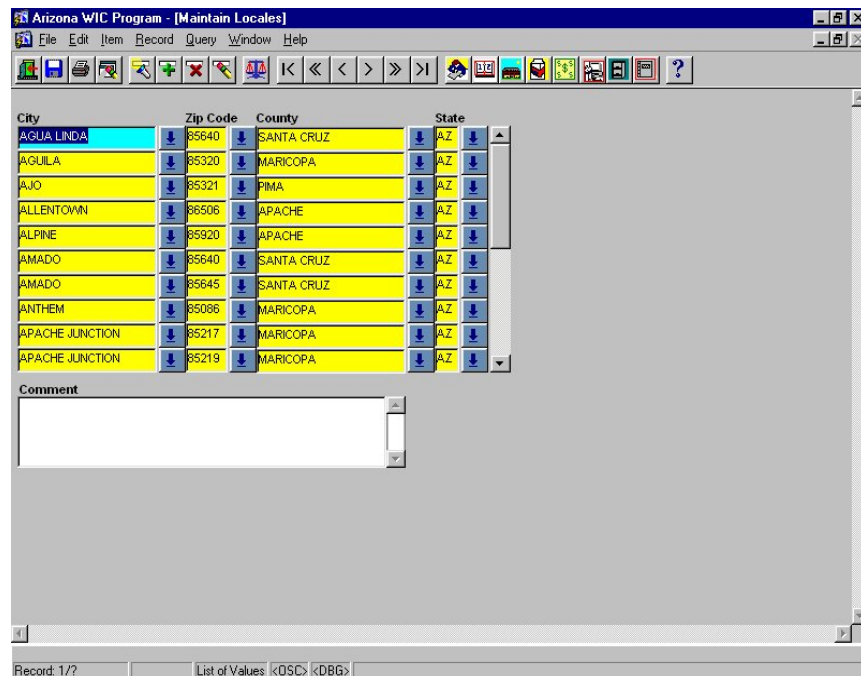 Arizona WIC Program - [Maintain Locales]
File Edit Item Record Query Window Help
City Zip Code County State
AGUA LINDA 85640 SANTA CRUZ AZ
AGUILA 85320 MARICOPA AZ
AJO 85321 PIMA AZ
ALLENTOWN 86506 APACHE AZ
ALPINE 85920 APACHE AZ
AMADO 85640 SANTA CRUZ AZ
AMADO 85645 SANTA CRUZ AZ
ANTHEM 85086 MARICOPA AZ
APACHE JUNCTION 85217 MARICOPA AZ
APACHE JUNCTION 85219 MARICOPA AZ
Comment
Record: 1/? List of Values <OSC> <DBG>